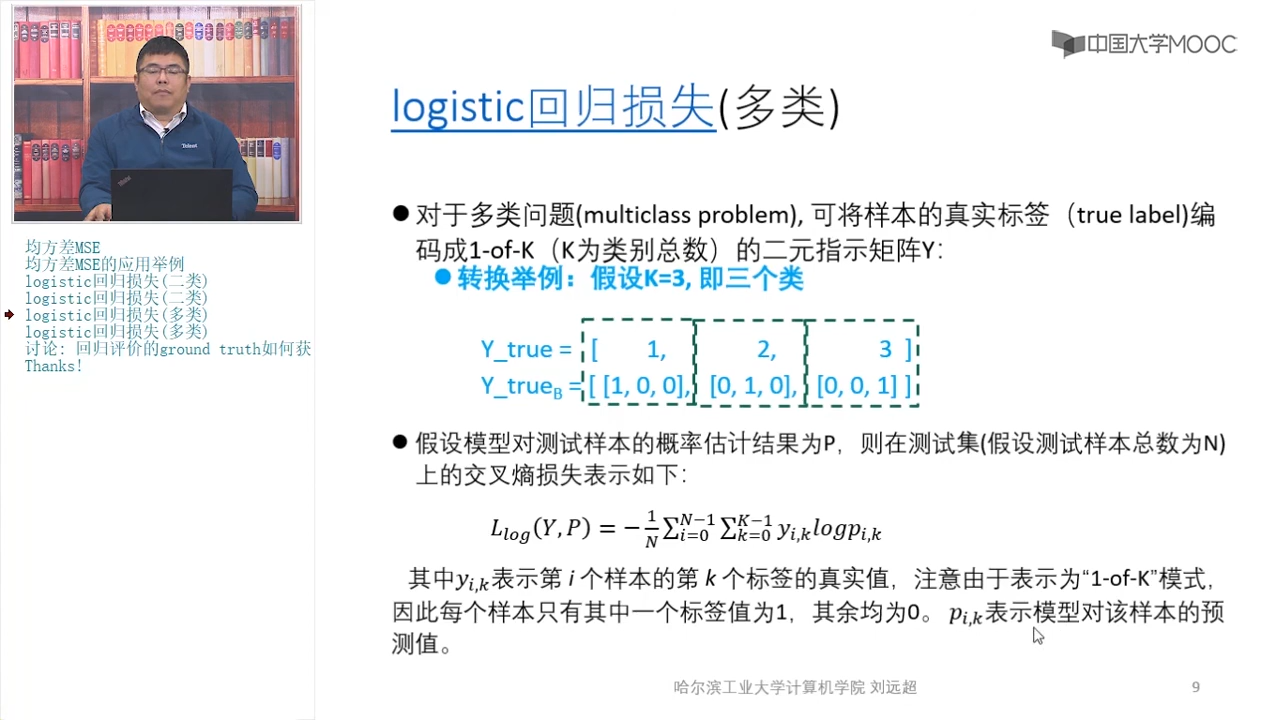 中国大学MOOC
logistic回归损失(多类)
● 对于多类问题(multiclass problem), 可将样本的真实标签（true label)编
码成1-of-K（K为类别总数）的二元指示矩阵Y：
● 转换举例：假设K=3, 即三个类
Y_true = [ 1, 2, 3 ]
Y_true_B = [ [1, 0, 0], [0, 1, 0], [0, 0, 1] ]
● 假设模型对测试样本的概率估计结果为P，则在测试集(假设测试样本总数为N)
上的交叉熵损失表示如下：
L_{log}(Y, P) = −\frac{1}{N}∑_{i=0}^{N−1}∑_{k=0}^{K−1} y_{i,k}logp_{i,k}
其中y_{i,k}表示第 i 个样本的第 k 个标签的真实值，注意由于表示为“1-of-K”模式，
因此每个样本只有其中一个标签值为1，其余均为0。 p_{i,k}表示模型对该样本的预
测值。
哈尔滨工业大学计算机学院 刘远超
9
均方差MSE
均方差MSE的应用举例
logistic回归损失(二类)
logistic回归损失(二类)
logistic回归损失(多类)
logistic回归损失(多类)
讨论: 回归评价的ground truth如何获
Thanks!